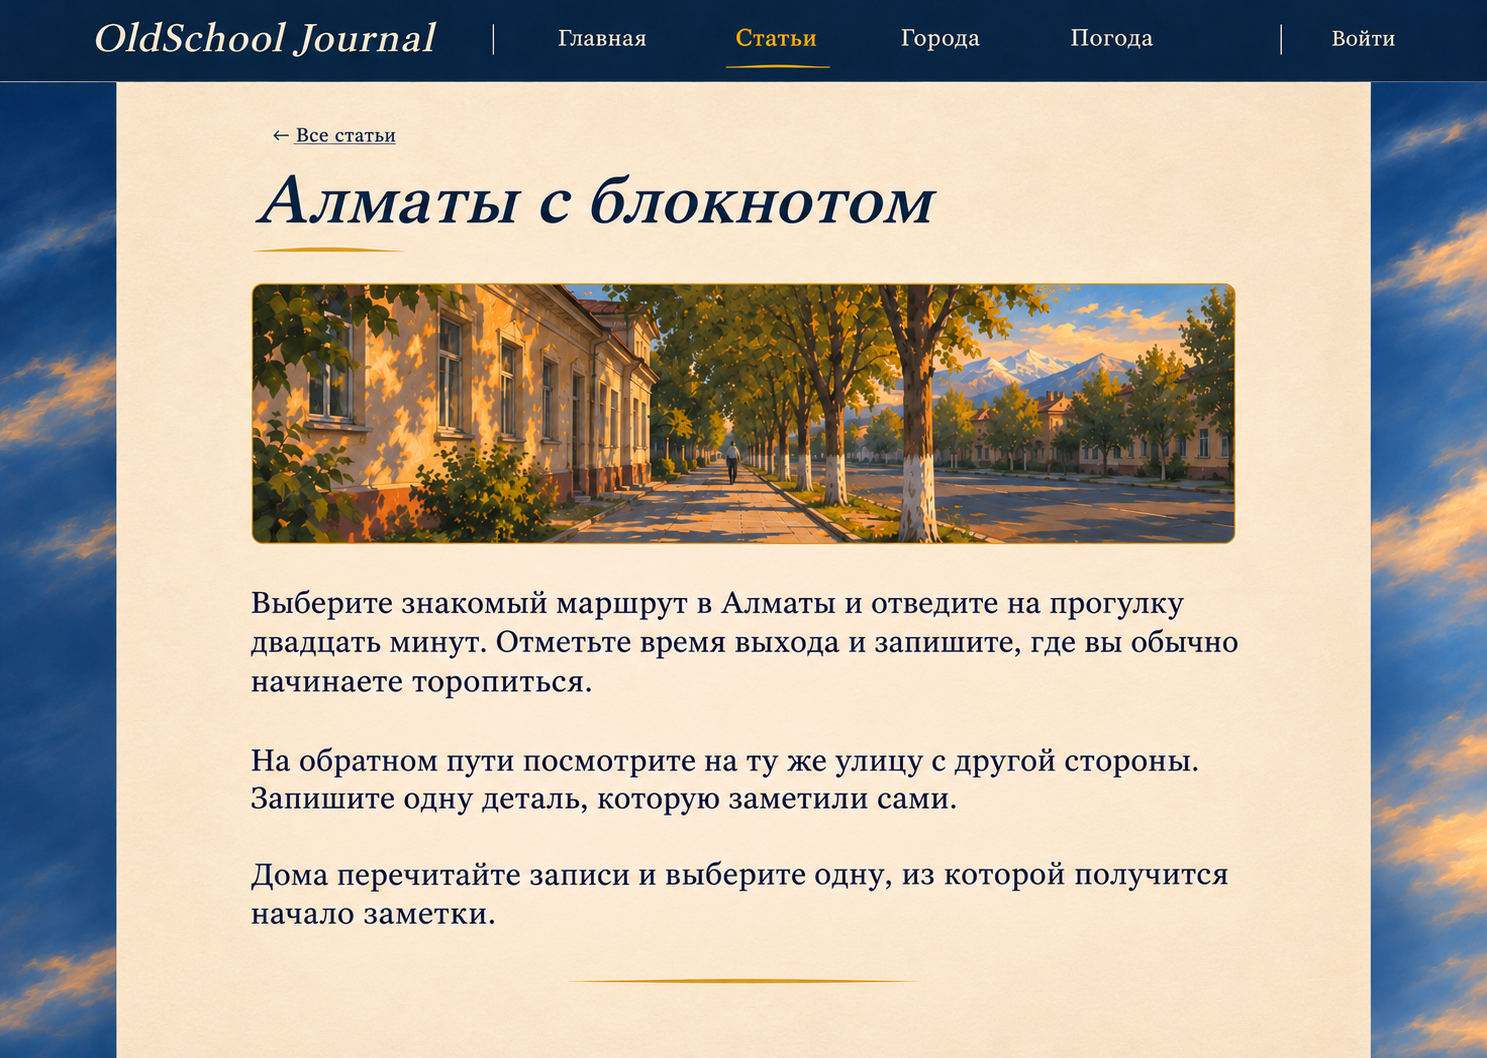 OldSchool Journal
Главная
Статьи
Города
Погода
Войти
← Все статьи
Алматы с блокнотом
Выберите знакомый маршрут в Алматы и отведите на прогулку
двадцать минут. Отметьте время выхода и запишите, где вы обычно
начинаете торопиться.
На обратном пути посмотрите на ту же улицу с другой стороны.
Запишите одну деталь, которую заметили сами.
Дома перечитайте записи и выберите одну, из которой получится
начало заметки.